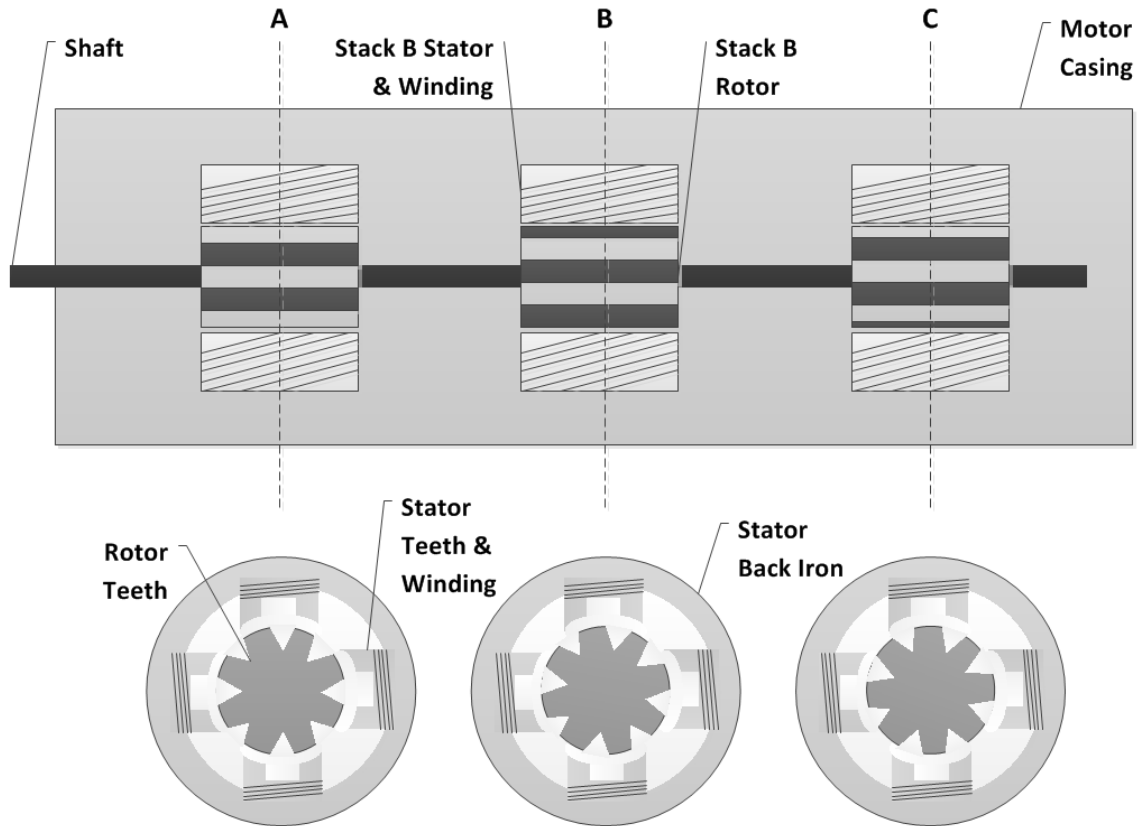 A
B
C
Shaft
Stack B Stator
& Winding
Stack B
Rotor
Motor
Casing
Rotor
Teeth
Stator
Teeth &
Winding
Stator
Back Iron